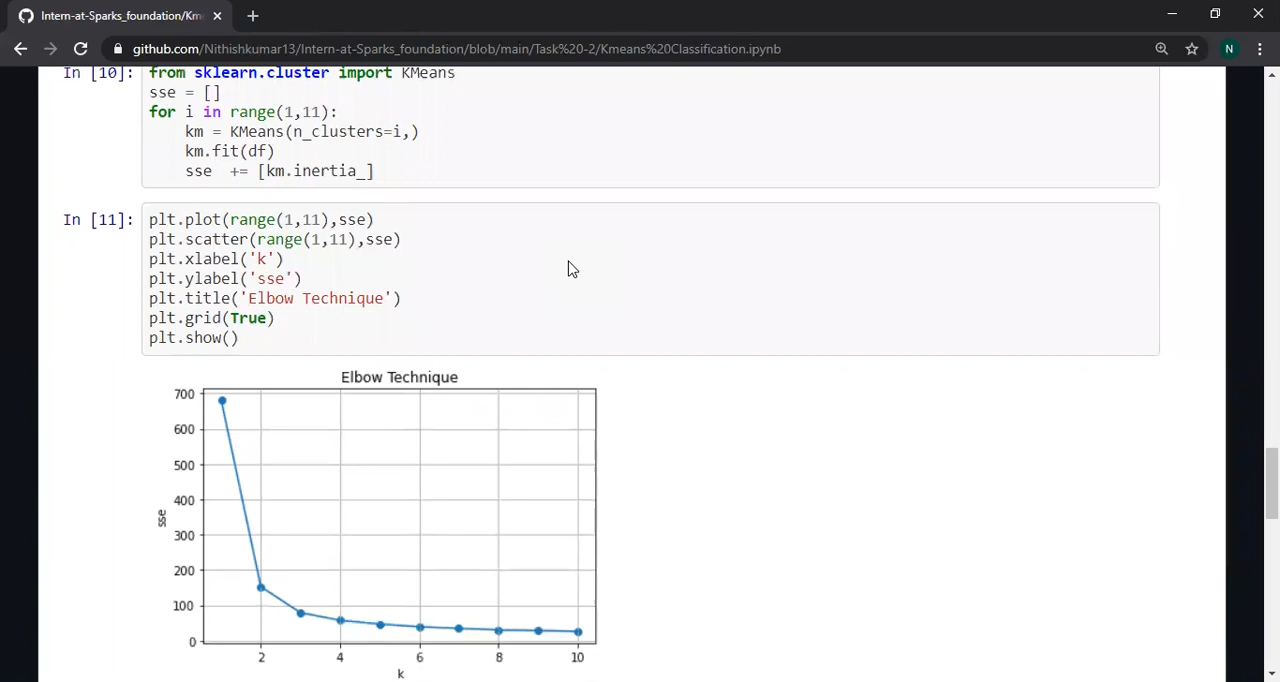 Intern-at-Sparks_foundation/Km
github.com/Nithishkumar13/Intern-at-Sparks_foundation/blob/main/Task%20-2/Kmeans%20Classification.ipynb
N
In [10]: from sklearn.cluster import KMeans
sse = []
for i in range(1,11):
    km = KMeans(n_clusters=i,)
    km.fit(df)
    sse  += [km.inertia_]
In [11]: plt.plot(range(1,11),sse)
plt.scatter(range(1,11),sse)
plt.xlabel('k')
plt.ylabel('sse')
plt.title('Elbow Technique')
plt.grid(True)
plt.show()
Elbow Technique
700
600
500
400
300
200
100
0
sse
2 4 6 8 10
k